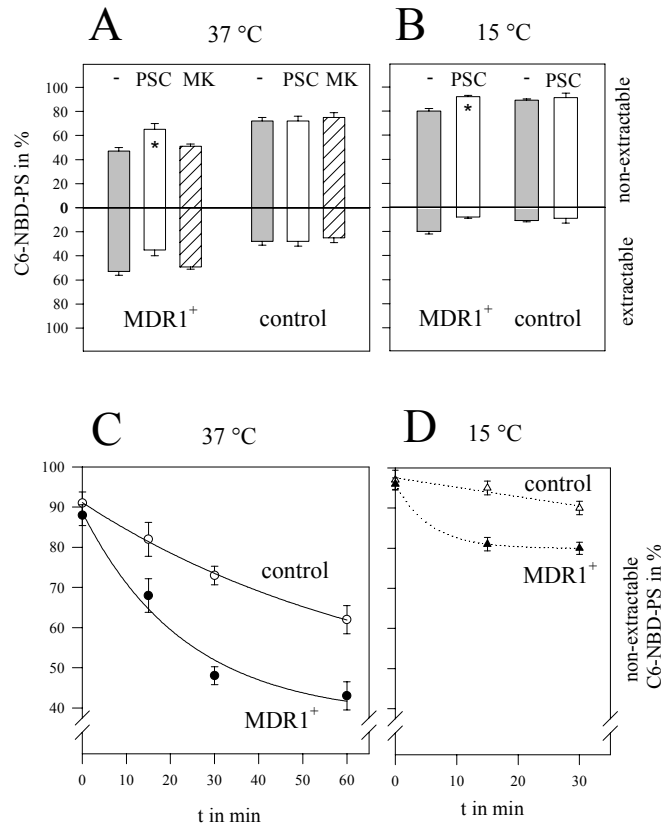 A
37 °C
B
15 °C
- PSC MK - PSC MK
- PSC - PSC
*
*
100
80
60
40
20
0
20
40
60
80
100
C6-NBD-PS in %
non-extractable
extractable
MDR1+ control
MDR1+ control
C
37 °C
D
15 °C
100
90
80
70
60
50
40
control
MDR1+
control
MDR1+
non-extractable
C6-NBD-PS in %
0 10 20 30 40 50 60
0 10 20 30
t in min
t in min